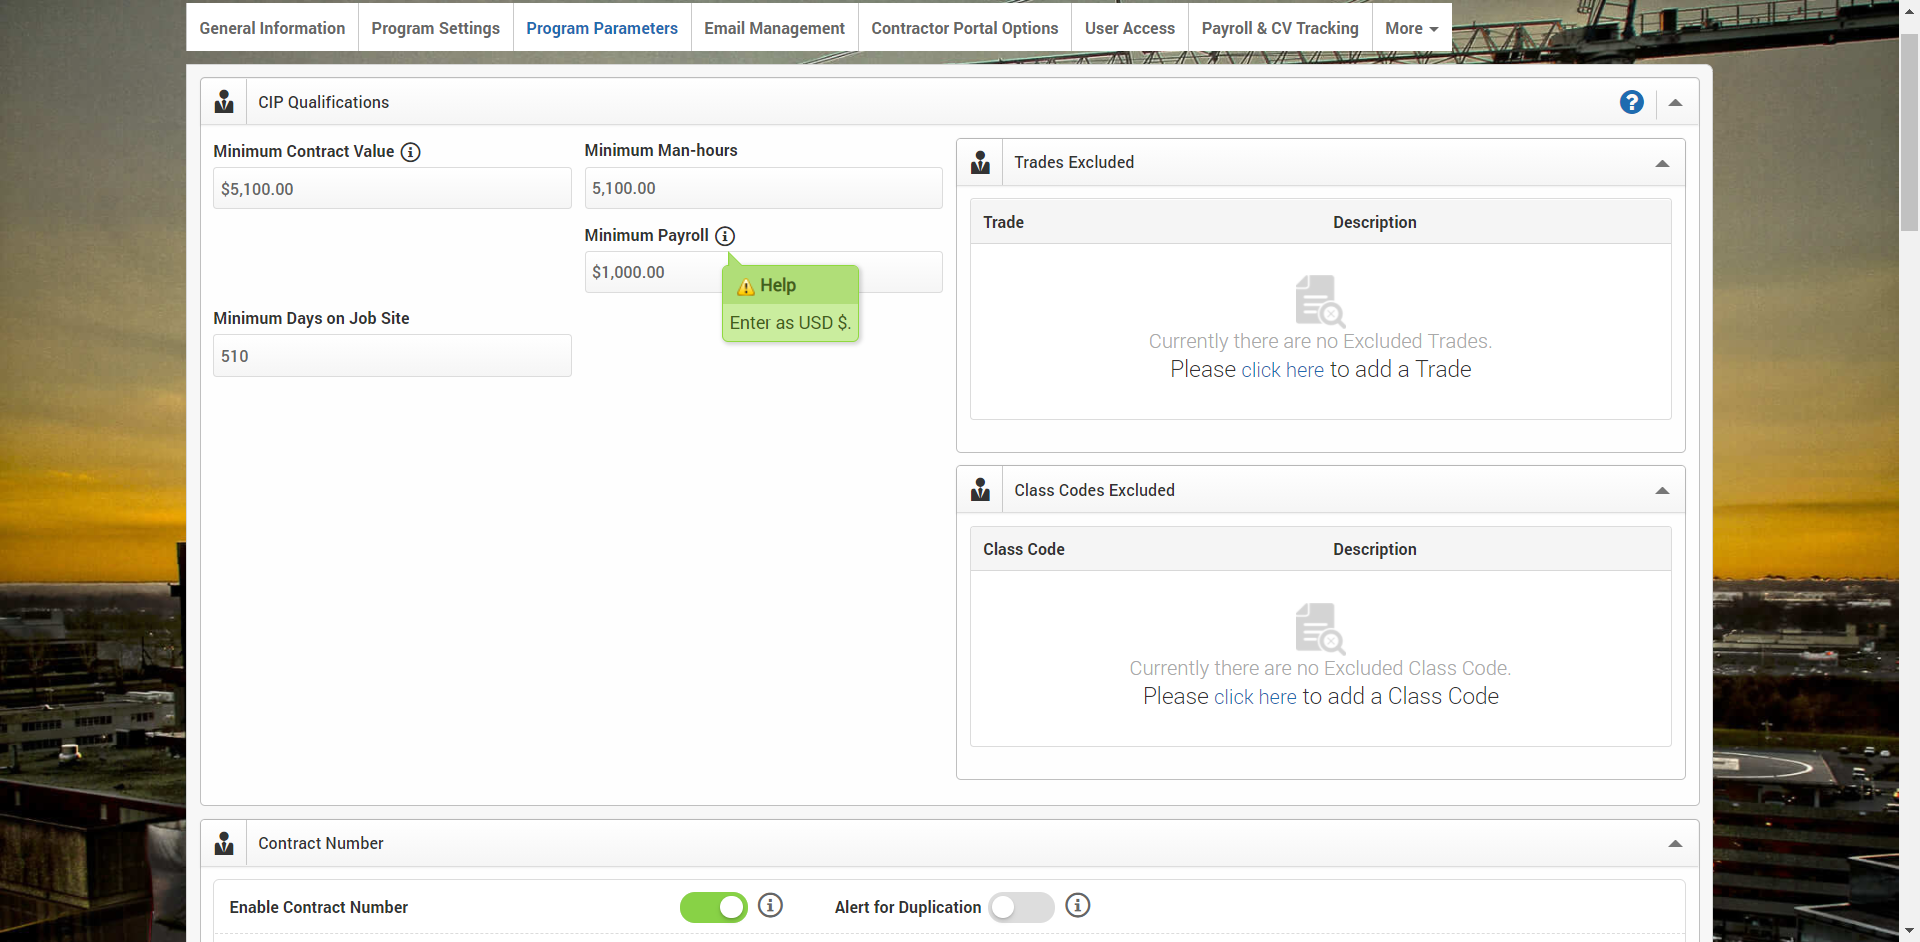 General Information
Program Settings
Program Parameters
Email Management
Contractor Portal Options
User Access
Payroll & CV Tracking
More
CIP Qualifications
Minimum Contract Value
$5,100.00
Minimum Man-hours
5,100.00
Minimum Payroll
$1,000.00
Help
Enter as USD $.
Minimum Days on Job Site
510
Trades Excluded
Trade Description
Currently there are no Excluded Trades.
Please click here to add a Trade
Class Codes Excluded
Class Code Description
Currently there are no Excluded Class Code.
Please click here to add a Class Code
Contract Number
Enable Contract Number
Alert for Duplication